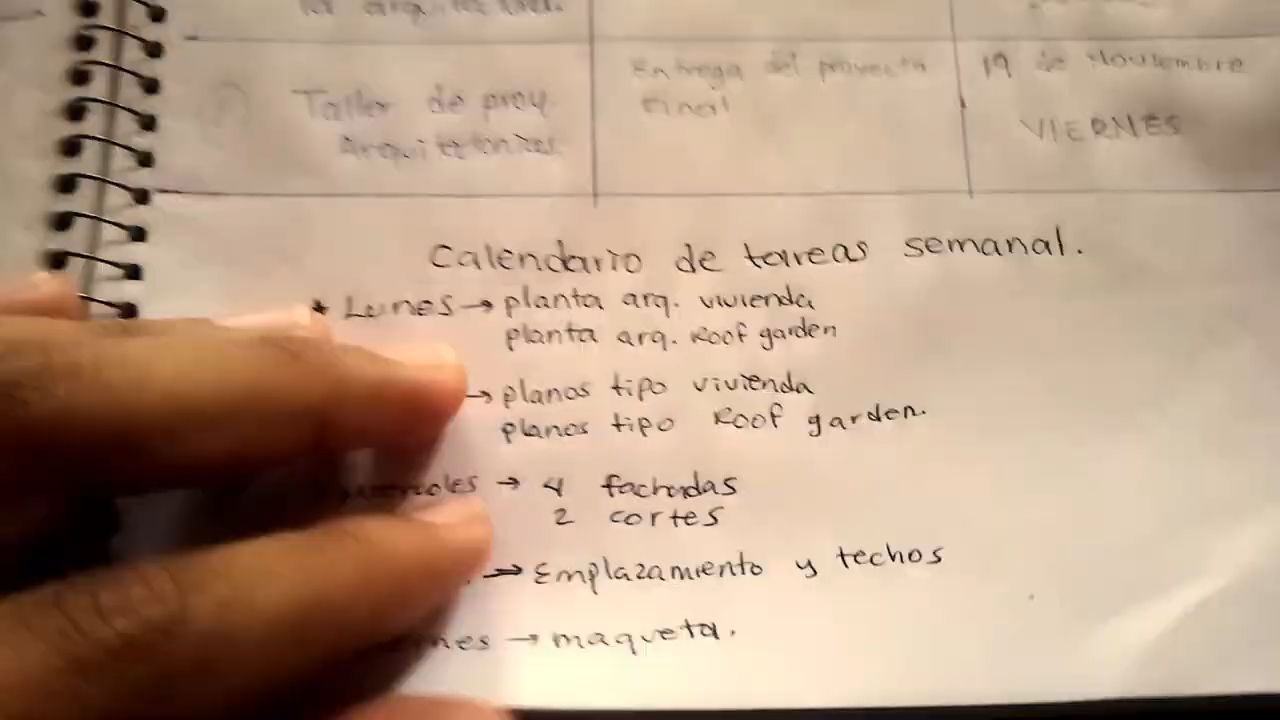 Taller de proy.
Arquitetonicos.
Entrega del proyecto
final
19 de Noviembre
VIERNES
Calendario de tareas semanal.
* Lunes → planta arq. vivienda
planta arq. Roof garden
→ planos tipo vivienda
planos tipo Roof garden.
→ 4 fachadas
2 cortes
→ Emplazamiento y techos
→ maqueta.